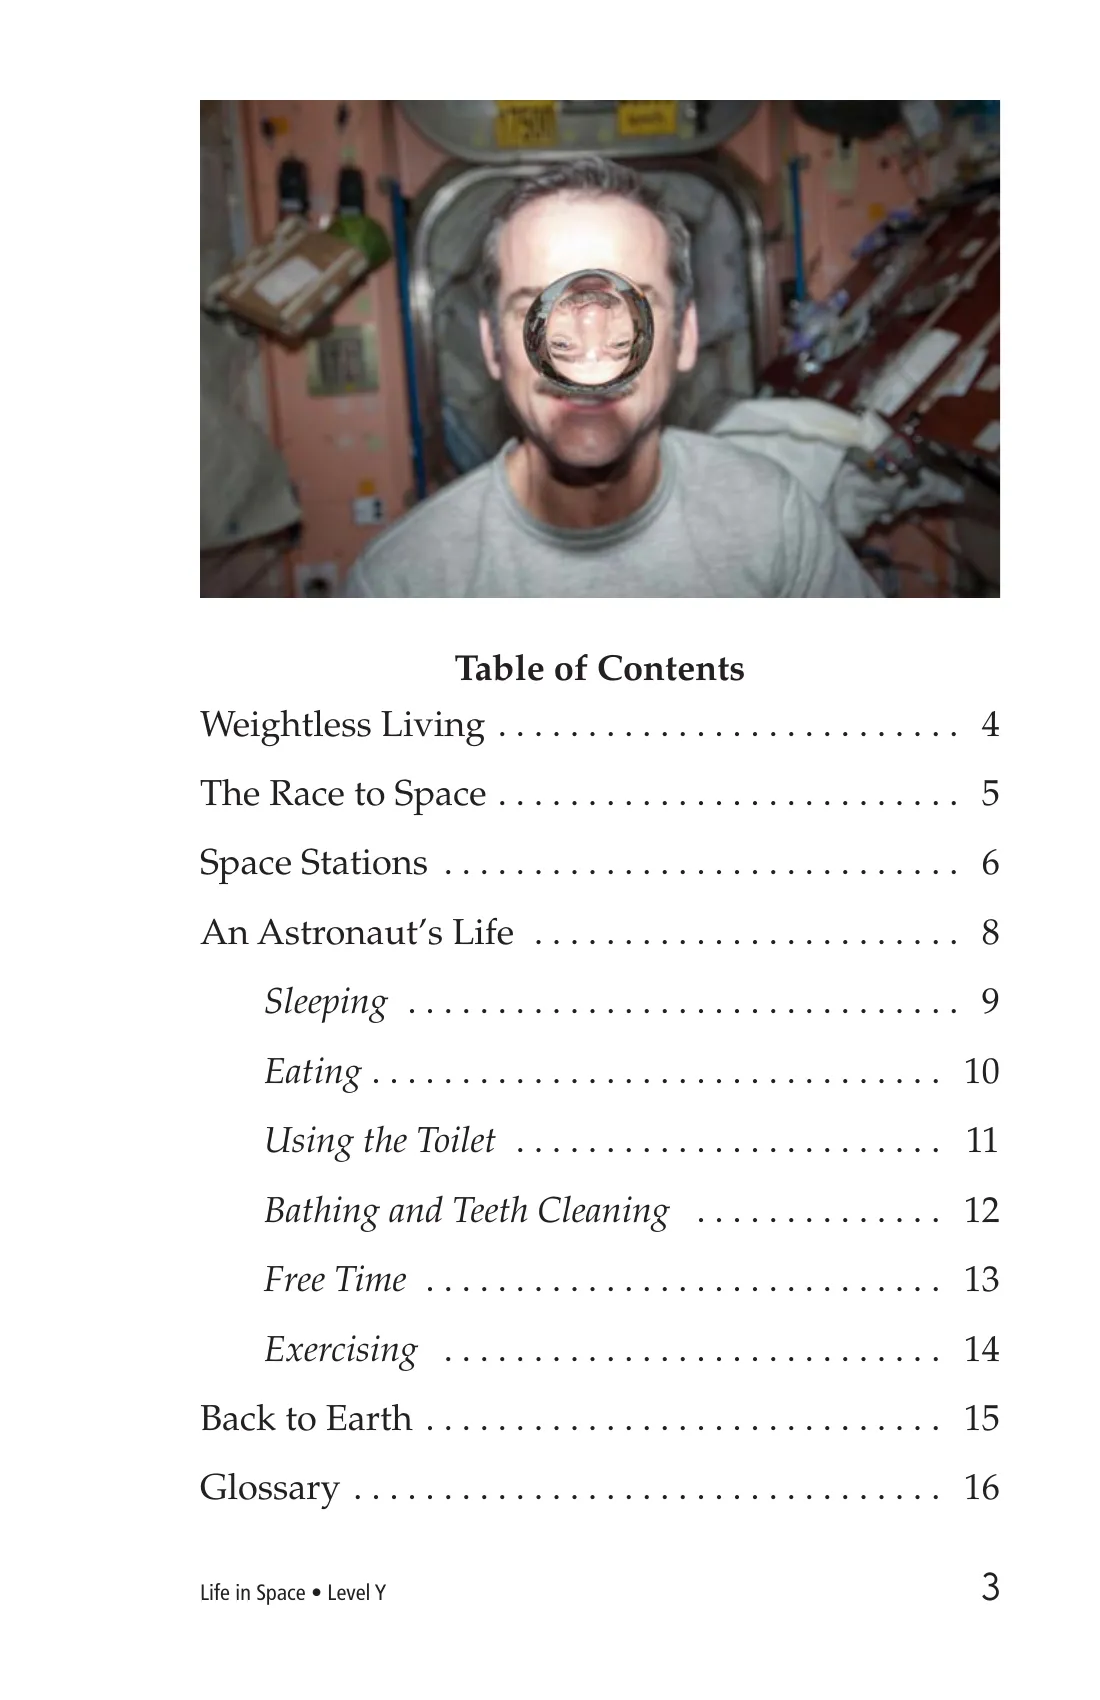 Table of Contents
Weightless Living . . . . . . . . . . . . . . . . . . . . . . . . . . 4
The Race to Space . . . . . . . . . . . . . . . . . . . . . . . . . . 5
Space Stations . . . . . . . . . . . . . . . . . . . . . . . . . . . . . 6
An Astronaut’s Life . . . . . . . . . . . . . . . . . . . . . . . . 8
Sleeping . . . . . . . . . . . . . . . . . . . . . . . . . . . . . . . 9
Eating . . . . . . . . . . . . . . . . . . . . . . . . . . . . . . . . 10
Using the Toilet . . . . . . . . . . . . . . . . . . . . . . . . 11
Bathing and Teeth Cleaning . . . . . . . . . . . . . . 12
Free Time . . . . . . . . . . . . . . . . . . . . . . . . . . . . . 13
Exercising . . . . . . . . . . . . . . . . . . . . . . . . . . . . 14
Back to Earth . . . . . . . . . . . . . . . . . . . . . . . . . . . . . 15
Glossary . . . . . . . . . . . . . . . . . . . . . . . . . . . . . . . . . 16
Life in Space • Level Y 3